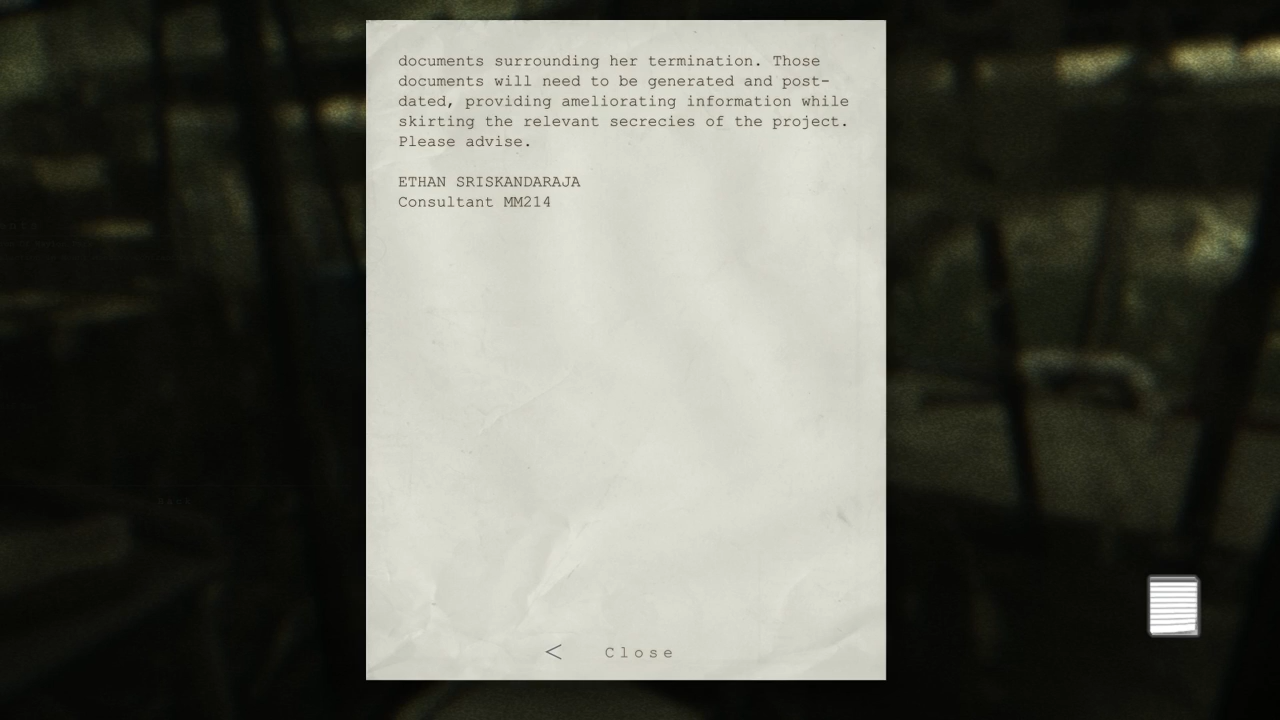 documents surrounding her termination. Those
documents will need to be generated and post-
dated, providing ameliorating information while
skirting the relevant secrecies of the project.
Please advise.
ETHAN SRISKANDARAJA
Consultant MM214
< Close